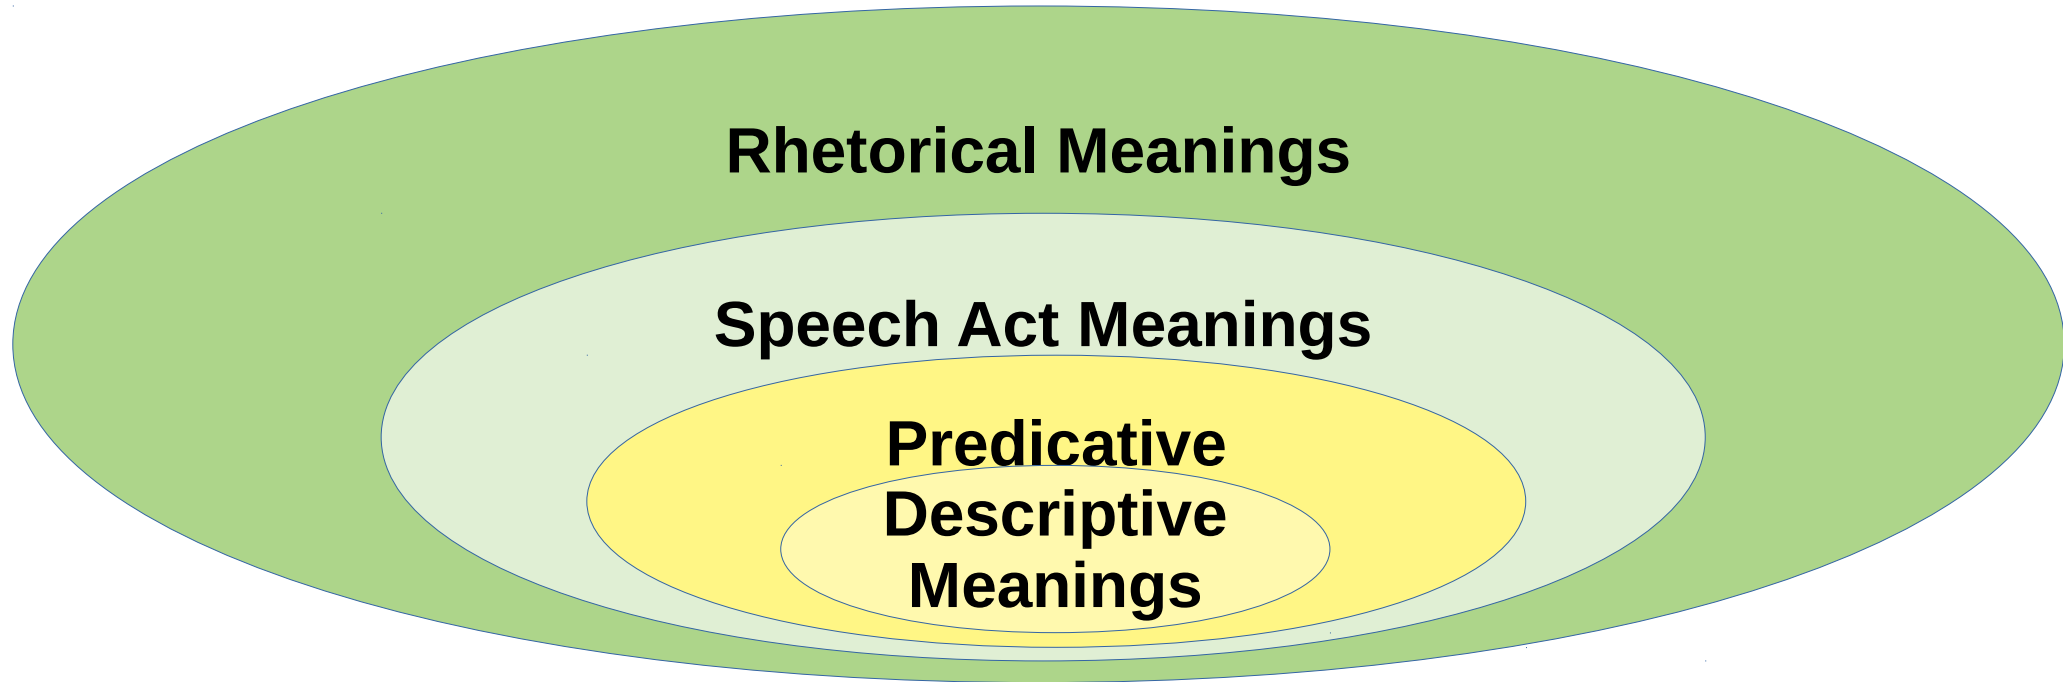 Rhetorical Meanings
Speech Act Meanings
Predicative
Descriptive
Meanings